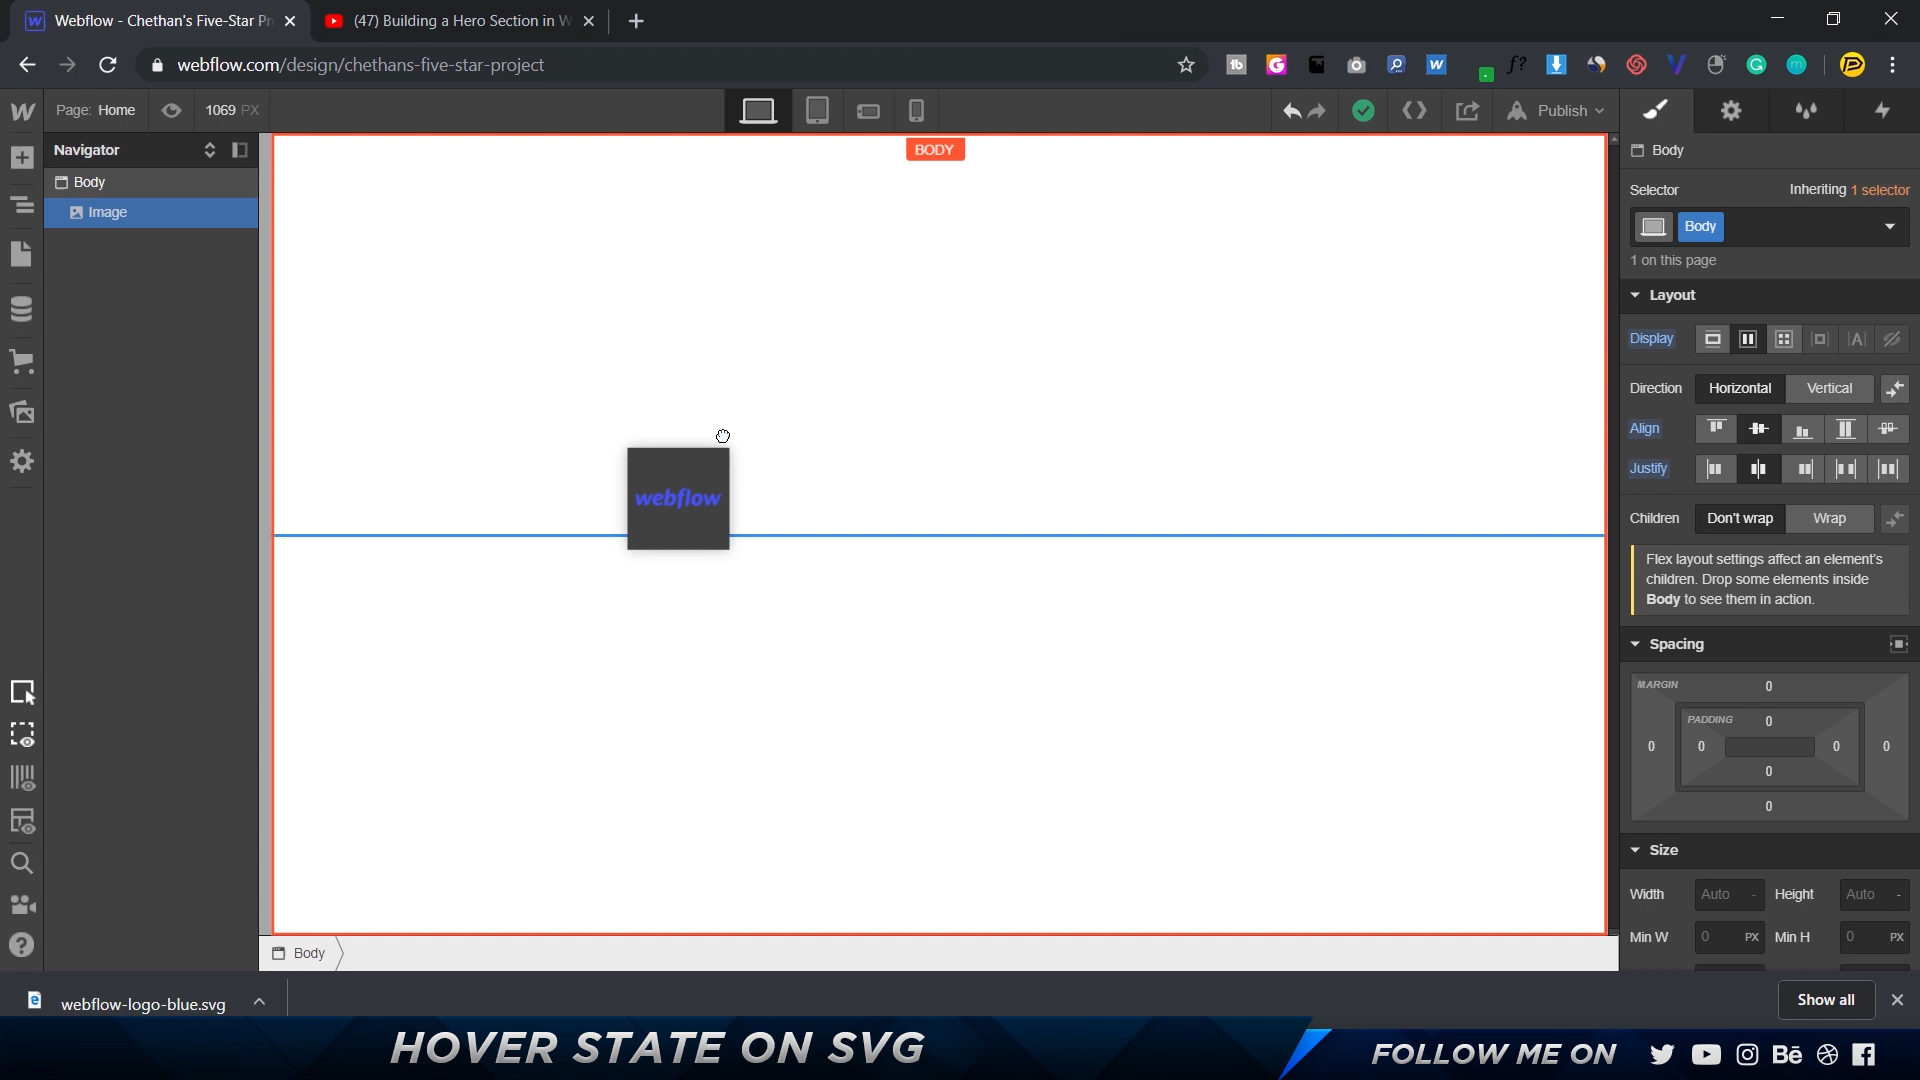 Webflow - Chethan's Five-Star Pr
(47) Building a Hero Section in W
webflow.com/design/chethans-five-star-project
Page: Home
1069 PX
Publish
Navigator
Body
Image
BODY
webflow
Body
Selector
Inheriting 1 selector
Body
1 on this page
Layout
Display
Direction
Horizontal
Vertical
Align
Justify
Children
Don't wrap
Wrap
Flex layout settings affect an element's
children. Drop some elements inside
Body to see them in action.
Spacing
MARGIN
0
PADDING
0
0
0
0
0
0
0
Size
Width
Auto
-
Height
Auto
-
Min W
0
PX
Min H
0
PX
Body
webflow-logo-blue.svg
Show all
HOVER STATE ON SVG
FOLLOW ME ON